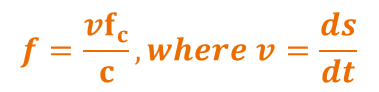 f = vf_c / c, where v = ds / dt